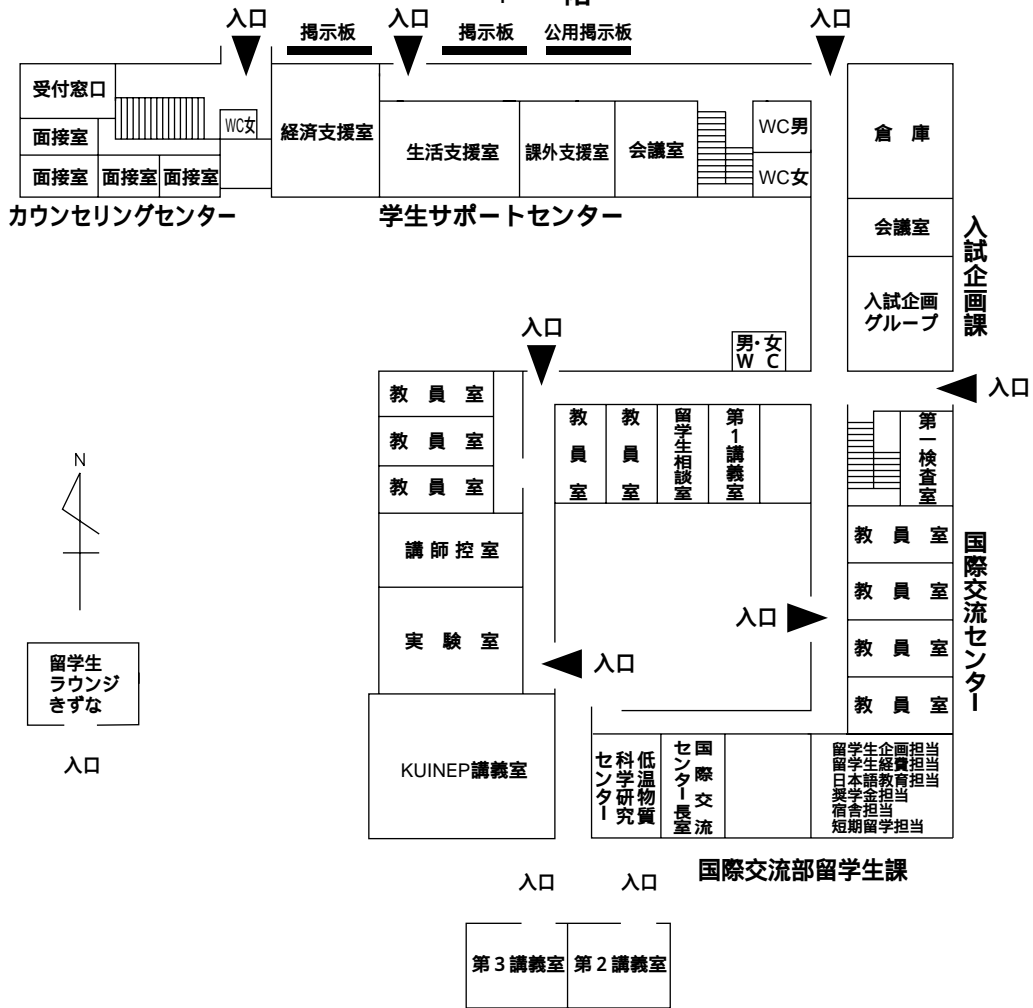 入口
入口
入口
掲示板
掲示板
公用掲示板
受付窓口
面接室
面接室
面接室
面接室
WC女
経済支援室
生活支援室
課外支援室
会議室
WC男
WC女
倉 庫
カウンセリングセンター
学生サポートセンター
会議室
入試企画
グループ
入試企画課
入口
男・女
W C
入口
教 員 室
教 員 室
教 員 室
講 師 控 室
実 験 室
教員室
教員室
留学生相談室
第1講義室
第一検査室
教 員 室
教 員 室
教 員 室
教 員 室
国際交流センター
入口
入口
N
留学生
ラウンジ
きずな
入口
KUINEP講義室
低温物質
科学研究
センター
国際交流
センター長室
留学生企画担当
留学生経費担当
日本語教育担当
奨学金担当
宿舎担当
短期留学担当
国際交流部留学生課
入口
入口
第3講義室
第2講義室